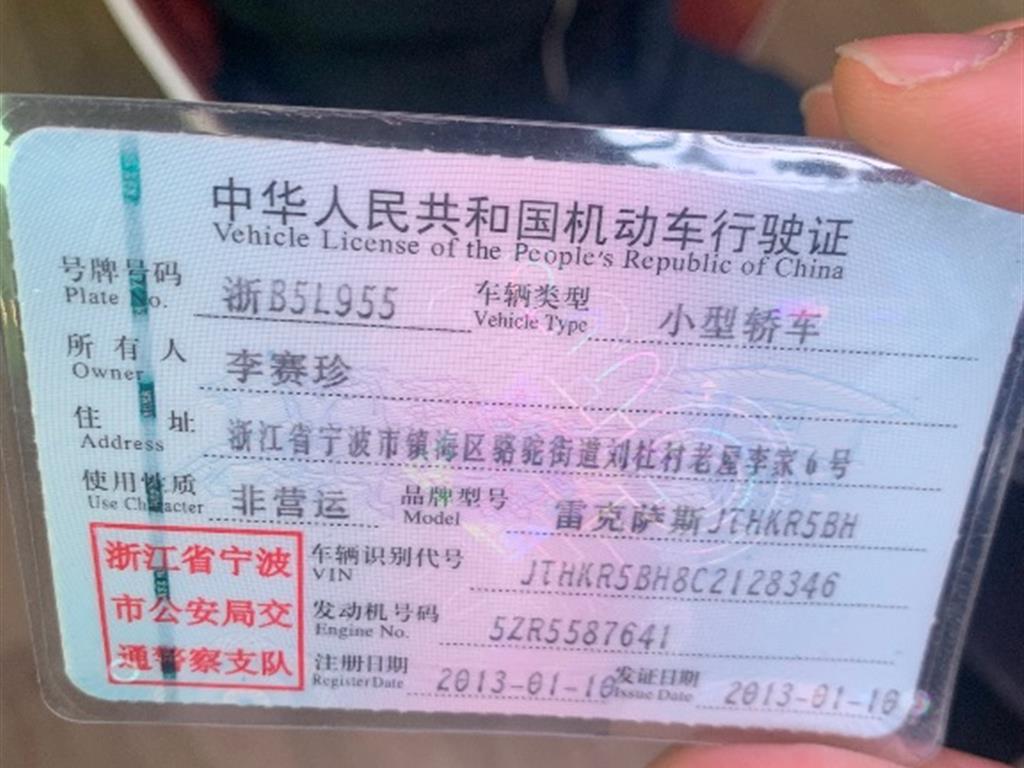 中华人民共和国机动车行驶证
Vehicle License of the People's Republic of China
号牌号码 浙B5L955 车辆类型 小型轿车
Plate No. Vehicle Type
所有人 李赛珍
Owner
住址 浙江省宁波市镇海区骆驼街道刘杜村老屋李家6号
Address
使用性质 非营运 品牌型号 雷克萨斯JTHKR5BH
Use Character Model
浙江省宁波
市公安局交
通警察支队
车辆识别代号 JTHKR5BH8C2128346
VIN
发动机号码 5ZR5587641
Engine No.
注册日期 2013-01-10 发证日期 2013-01-10
Register Date Issue Date